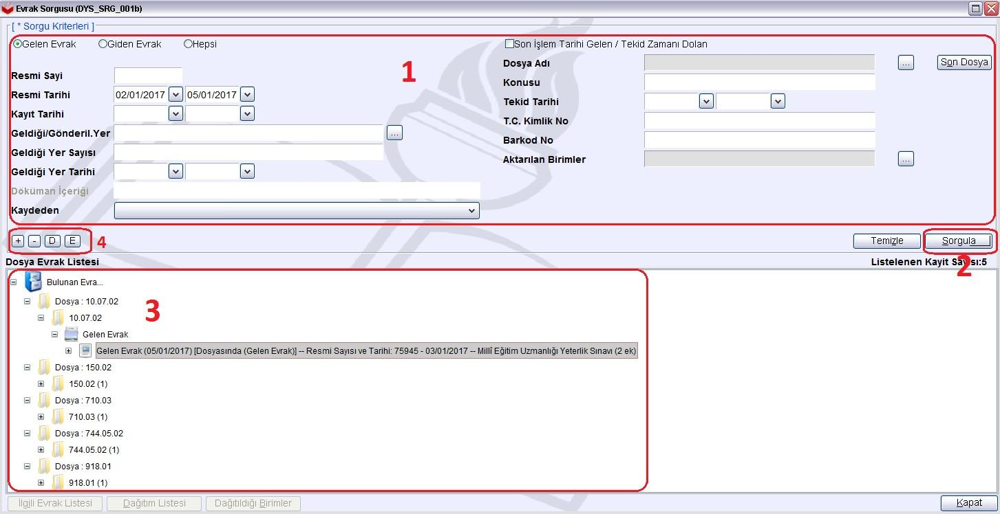 Evrak Sorgusu (DYS_SRG_001b)
[ * Sorgu Kriterleri ]
Gelen Evrak Giden Evrak Hepsi
Son İşlem Tarihi Gelen / Tekid Zamanı Dolan
1
Resmi Sayi
Resmi Tarihi 02/01/2017 05/01/2017
Kayıt Tarihi
Geldiği/Gönderil.Yer ...
Geldiği Yer Sayısı
Geldiği Yer Tarihi
Döküman İçeriği
Kaydeden
Dosya Adı ... Son Dosya
Konusu
Tekid Tarihi
T.C. Kimlik No
Barkod No
Aktarılan Birimler ...
+ - D E 4
Temizle Sorgula
2
Dosya Evrak Listesi
Listelenen Kayit Sayısı:5
3
Bulunan Evra...
Dosya : 10.07.02
10.07.02
Gelen Evrak
Gelen Evrak (05/01/2017) [Dosyasında (Gelen Evrak)] -- Resmi Sayısı ve Tarihi: 75945 - 03/01/2017 -- Millî Eğitim Uzmanlığı Yeterlik Sınavı (2 ek)
Dosya : 150.02
150.02 (1)
Dosya : 710.03
710.03 (1)
Dosya : 744.05.02
744.05.02 (1)
Dosya : 918.01
918.01 (1)
İlgili Evrak Listesi Dağıtım Listesi Dağıtıldığı Birimler
Kapat